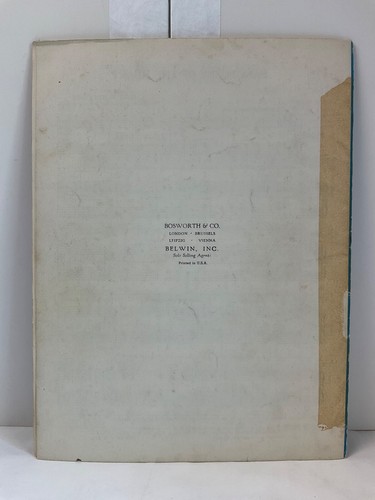 BOSWORTH & CO.
LONDON · BRUSSELS
LEIPZIG · VIENNA
BELWIN, INC.
Sole Selling Agents
Printed in U.S.A.